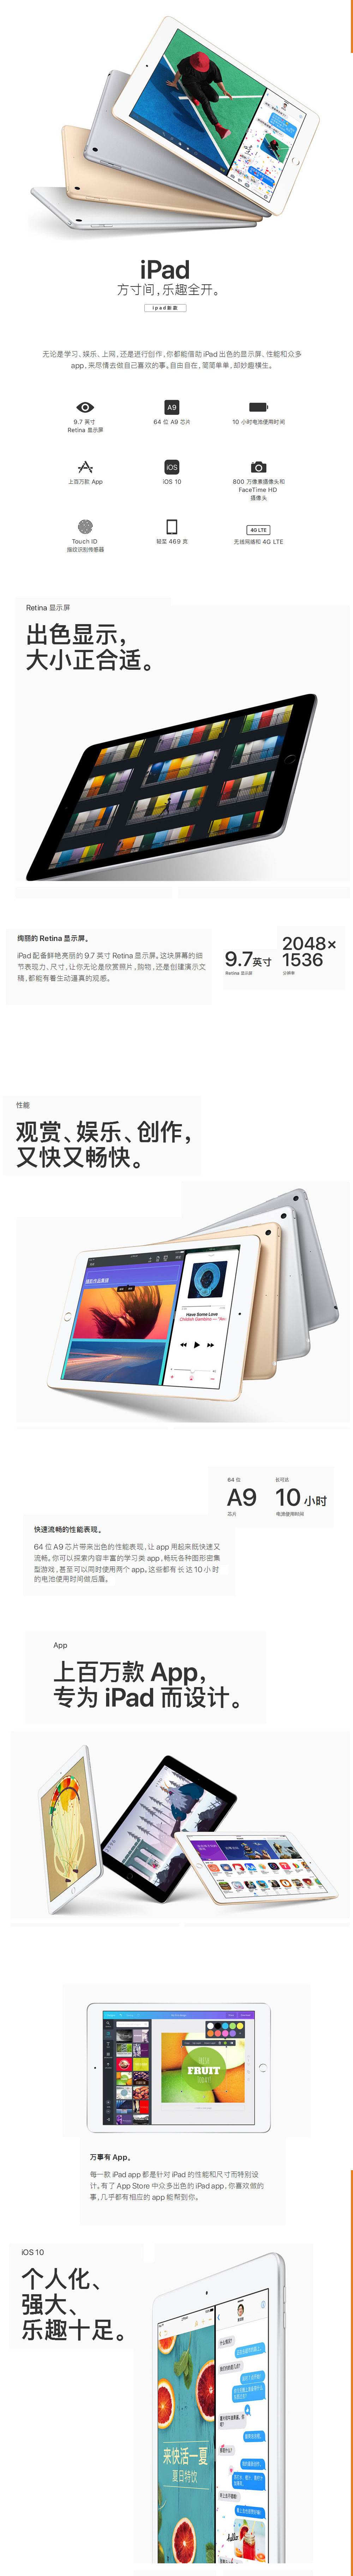 iPad
方寸间，乐趣全开。
ipad新款
无论是学习、娱乐、上网，还是进行创作，你都能借助 iPad 出色的显示屏、性能和众多
app，来尽情去做自己喜欢的事。自由自在，简简单单，却妙趣横生。
9.7 英寸
Retina 显示屏
A9
64 位 A9 芯片
10 小时电池使用时间
上百万款 App
iOS
iOS 10
800 万像素摄像头和
FaceTime HD
摄像头
Touch ID
指纹识别传感器
轻至 469 克
4G LTE
无线网络和 4G LTE
Retina 显示屏
出色显示，
大小正合适。
绚丽的 Retina 显示屏。
iPad 配备鲜艳亮丽的 9.7 英寸 Retina 显示屏。这块屏幕的细
节表现力、尺寸，让你无论是欣赏照片，购物，还是创建演示文
稿，都能有着生动逼真的观感。
9.7英寸
Retina 显示屏
2048×
1536
分辨率
性能
观赏、娱乐、创作，
又快又畅快。
Have Some Love
Childish Gambino — "Awaken
64 位
A9
芯片
长可达
10 小时
电池使用时间
快速流畅的性能表现。
64 位 A9 芯片带来出色的性能表现，让 app 用起来既快速又
流畅。你可以探索内容丰富的学习类 app，畅玩各种图形密集
型游戏，甚至可以同时使用两个 app。这些都有长达 10 小时
的电池使用时间做后盾。
App
上百万款 App，
专为 iPad 而设计。
FRESH
FRUIT
TODAY
万事有 App。
每一款 iPad app 都是针对 iPad 的性能和尺寸而特别设
计。有了 App Store 中众多出色的 iPad app，你喜欢做的
事，几乎都有相应的 app 能帮到你。
iOS 10
个人化、
强大、
乐趣十足。
来快活一夏
夏日特饮
hello